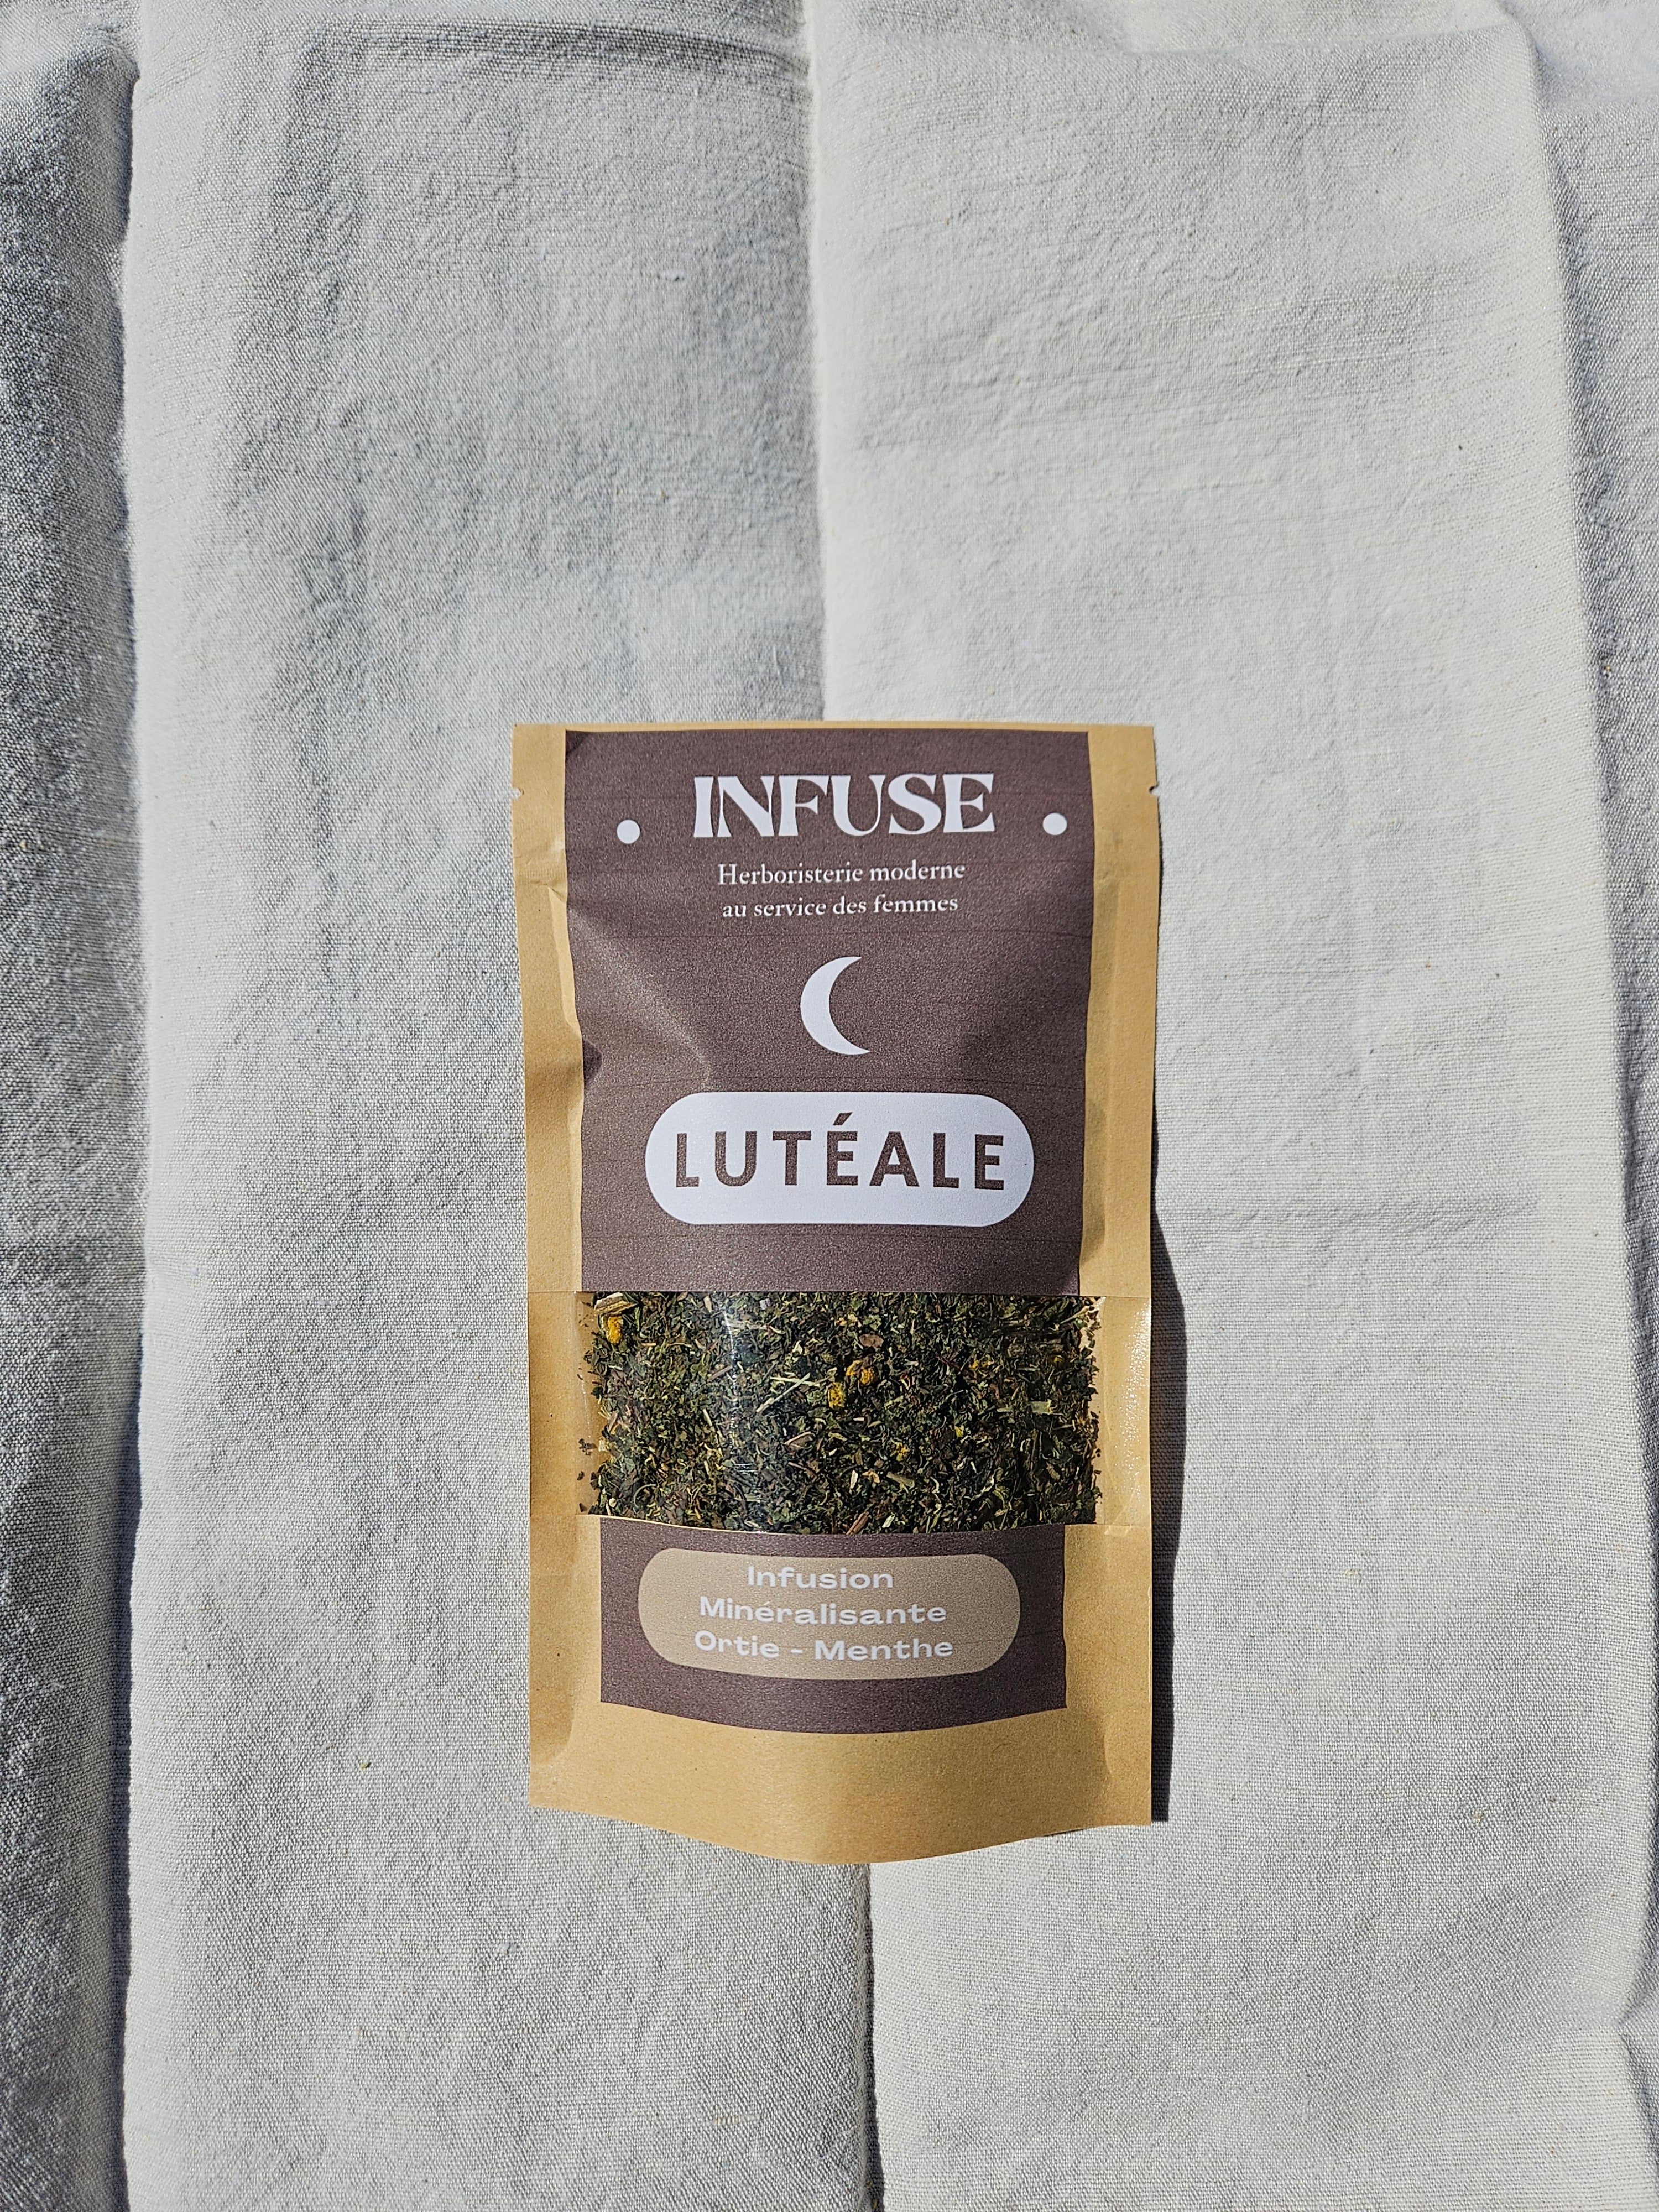 INFUSE
Herboristerie moderne
au service des femmes
LUTÉALE
Infusion
Minéralisante
Ortie - Menthe